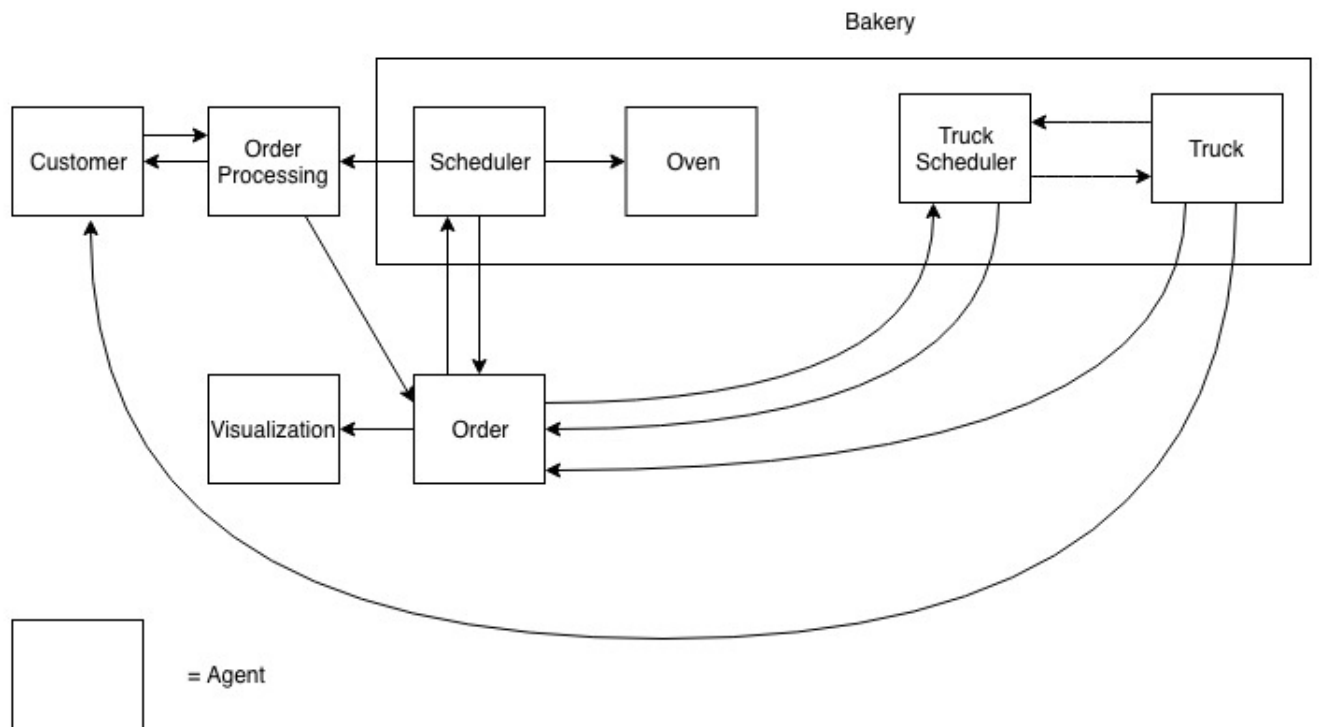 Bakery
Customer
Order
Processing
Scheduler
Oven
Truck
Scheduler
Truck
Visualization
Order
= Agent